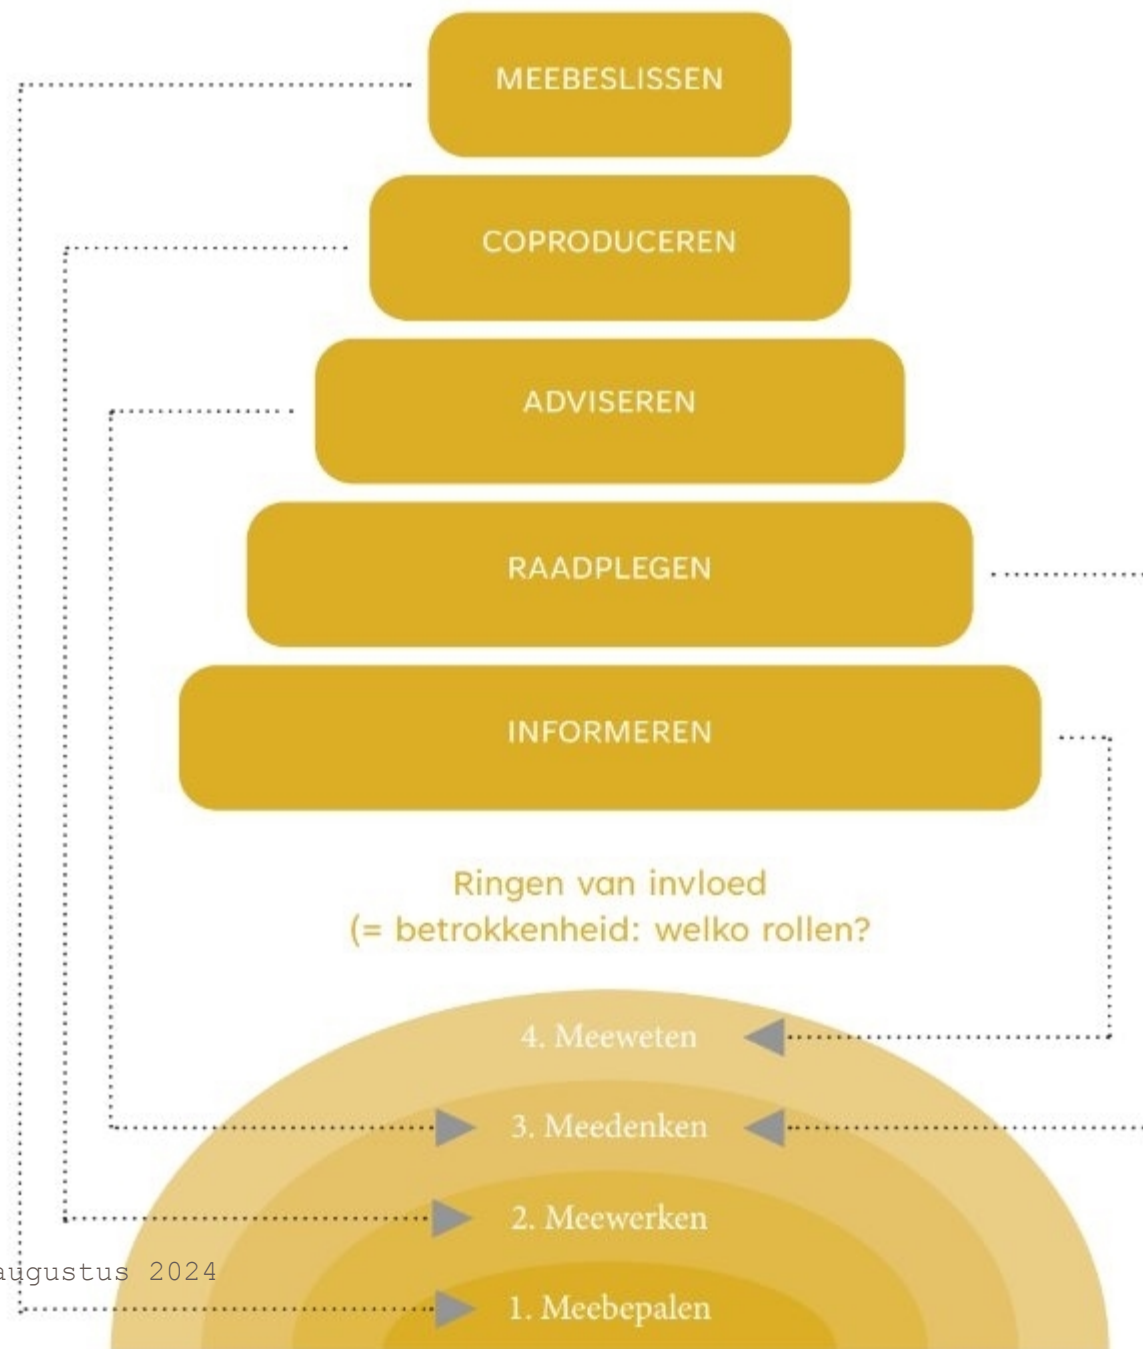 MEEBESLISSEN
COPRODUCEREN
ADVISEREN
RAADPLEGEN
INFORMEREN
Ringen van invloed
(= betrokkenheid: welko rollen?
4. Meeweten
3. Meedenken
2. Meewerken
augustus 2024
1. Meebepalen